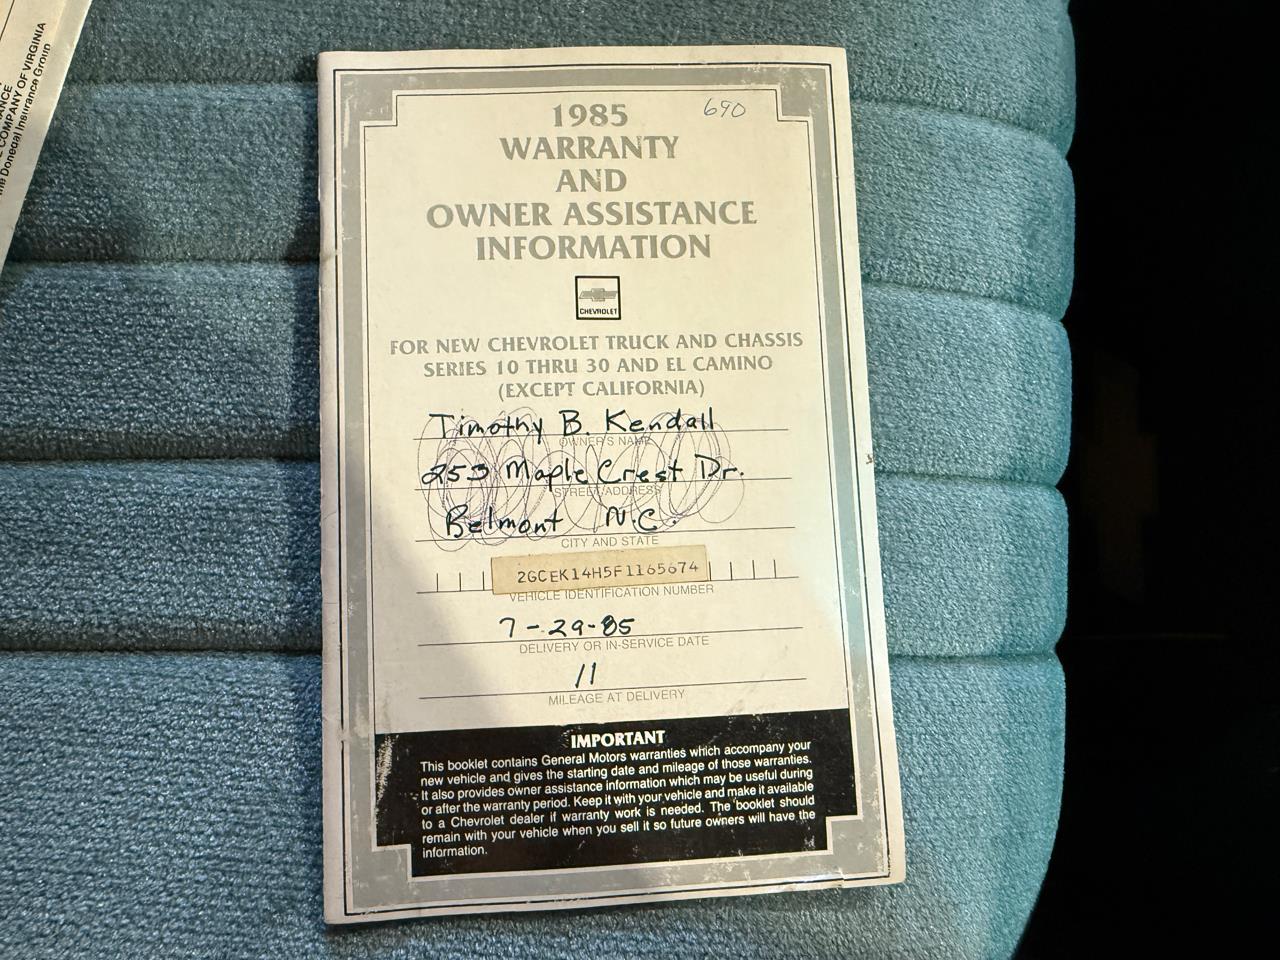 ANCE
COMPANY OF VIRGINIA
Donegal Insurance Group
690
1985
WARRANTY
AND
OWNER ASSISTANCE
INFORMATION
CHEVROLET
FOR NEW CHEVROLET TRUCK AND CHASSIS
SERIES 10 THRU 30 AND EL CAMINO
(EXCEPT CALIFORNIA)
Timothy B. Kendall
OWNER'S NAME
253 Maple Crest Dr.
STREET ADDRESS
Belmont N.C.
CITY AND STATE
2GCEK14H5F1165674
VEHICLE IDENTIFICATION NUMBER
7-29-85
DELIVERY OR IN-SERVICE DATE
11
MILEAGE AT DELIVERY
IMPORTANT
This booklet contains General Motors warranties which accompany your
new vehicle and gives the starting date and mileage of those warranties.
It also provides owner assistance information which may be useful during
or after the warranty period. Keep it with your vehicle and make it available
to a Chevrolet dealer if warranty work is needed. The booklet should
remain with your vehicle when you sell it so future owners will have the
information.